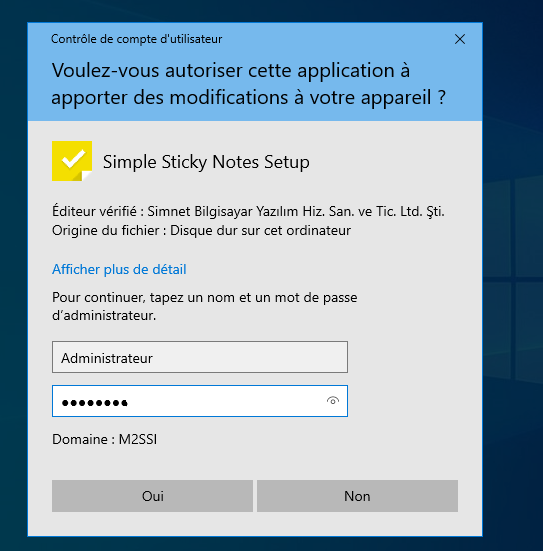 Contrôle de compte d'utilisateur
Voulez-vous autoriser cette application à
apporter des modifications à votre appareil ?
Simple Sticky Notes Setup
Éditeur vérifié : Simnet Bilgisayar Yazılım Hiz. San. ve Tic. Ltd. Şti.
Origine du fichier : Disque dur sur cet ordinateur
Afficher plus de détail
Pour continuer, tapez un nom et un mot de passe
d’administrateur.
Administrateur
●●●●●●●●
Domaine : M2SSI
Oui
Non